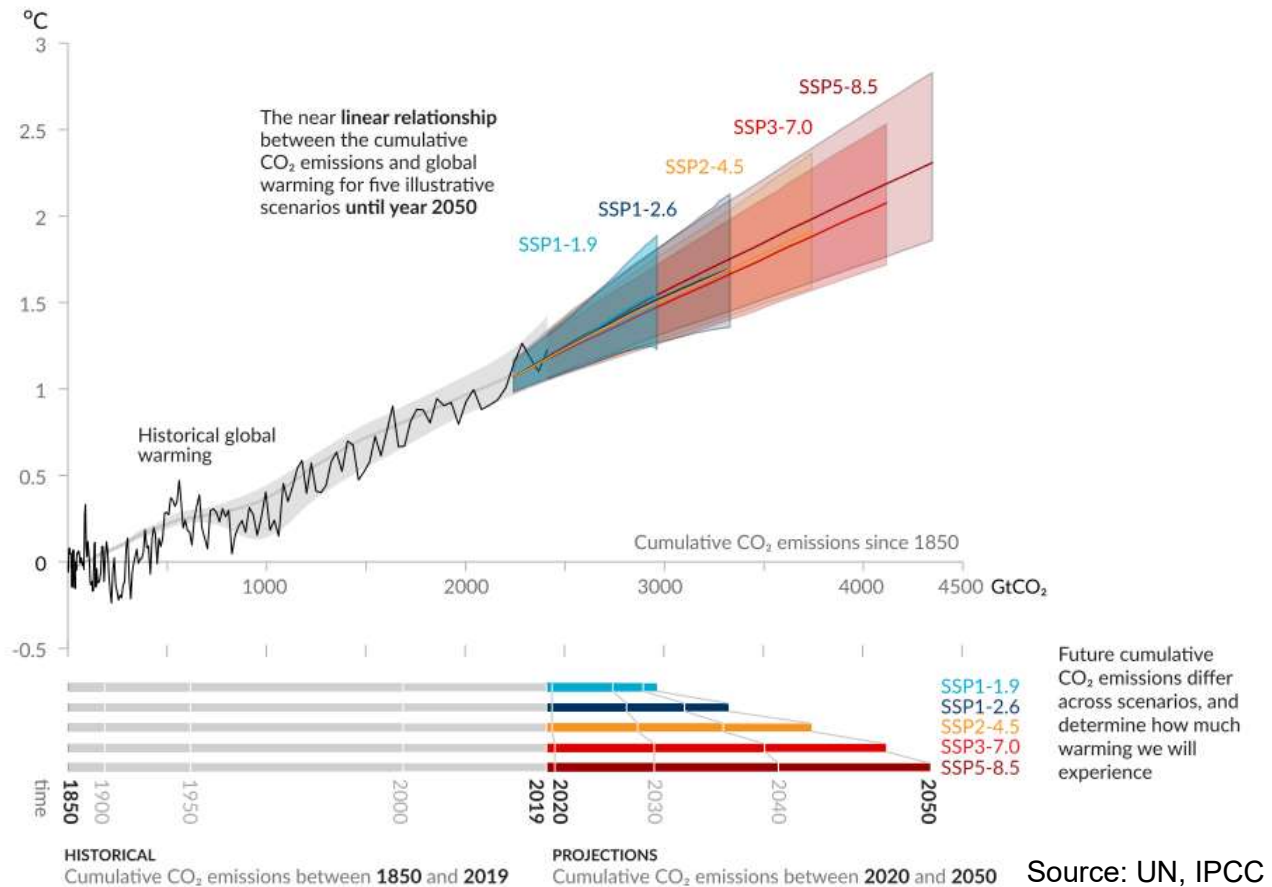 °C
3
SSP5-8.5
The near linear relationship
between the cumulative
CO₂ emissions and global
warming for five illustrative
scenarios until year 2050
2.5
SSP3-7.0
SSP2-4.5
2
SSP1-2.6
SSP1-1.9
1.5
1
Historical global
warming
0.5
Cumulative CO₂ emissions since 1850
0
1000
2000
3000
4000
4500 GtCO₂
-0.5
SSP1-1.9
SSP1-2.6
SSP2-4.5
SSP3-7.0
SSP5-8.5
Future cumulative
CO₂ emissions differ
across scenarios, and
determine how much
warming we will
experience
time
1850
1900
1950
2000
2019
2020
2030
2040
2050
HISTORICAL
Cumulative CO₂ emissions between 1850 and 2019
PROJECTIONS
Cumulative CO₂ emissions between 2020 and 2050
Source: UN, IPCC